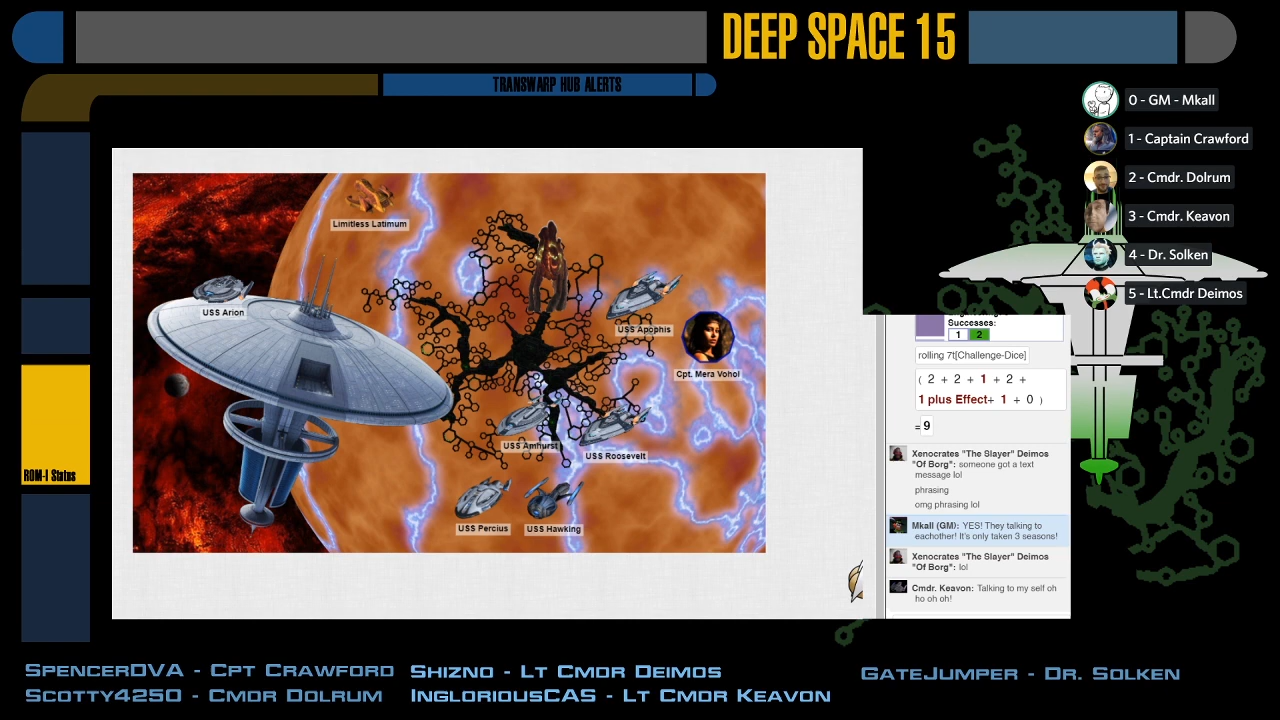 DEEP SPACE 15
TRANSWARP HUB ALERTS
0 - GM - Mkall
1 - Captain Crawford
2 - Cmdr. Dolrum
3 - Cmdr. Keavon
4 - Dr. Solken
5 - Lt.Cmdr Deimos
Limitless Latimum
USS Arion
USS Apophis
Cpt. Mera Vohol
USS Amhurst
USS Roosevelt
USS Percius
USS Hawking
ROM-I Status
Successes:
1 2
rolling 7t[Challenge-Dice]
( 2 + 2 + 1 + 2 +
1 plus Effect+ 1 + 0 )
=9
Xenocrates "The Slayer" Deimos
"Of Borg": someone got a text
message lol
phrasing
omg phrasing lol
Mkall (GM): YES! They talking to
eachother! It's only taken 3 seasons!
Xenocrates "The Slayer" Deimos
"Of Borg": lol
Cmdr. Keavon: Talking to my self oh
ho oh oh!
SpencerDVA - Cpt Crawford
Shizno - Lt Cmdr Deimos
GateJumper - Dr. Solken
Scotty4250 - Cmdr Dolrum
IngloriousCAS - Lt Cmdr Keavon